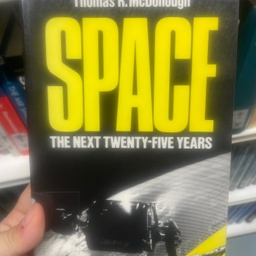 Thomas R. McDonough
SPACE
THE NEXT TWENTY-FIVE YEARS